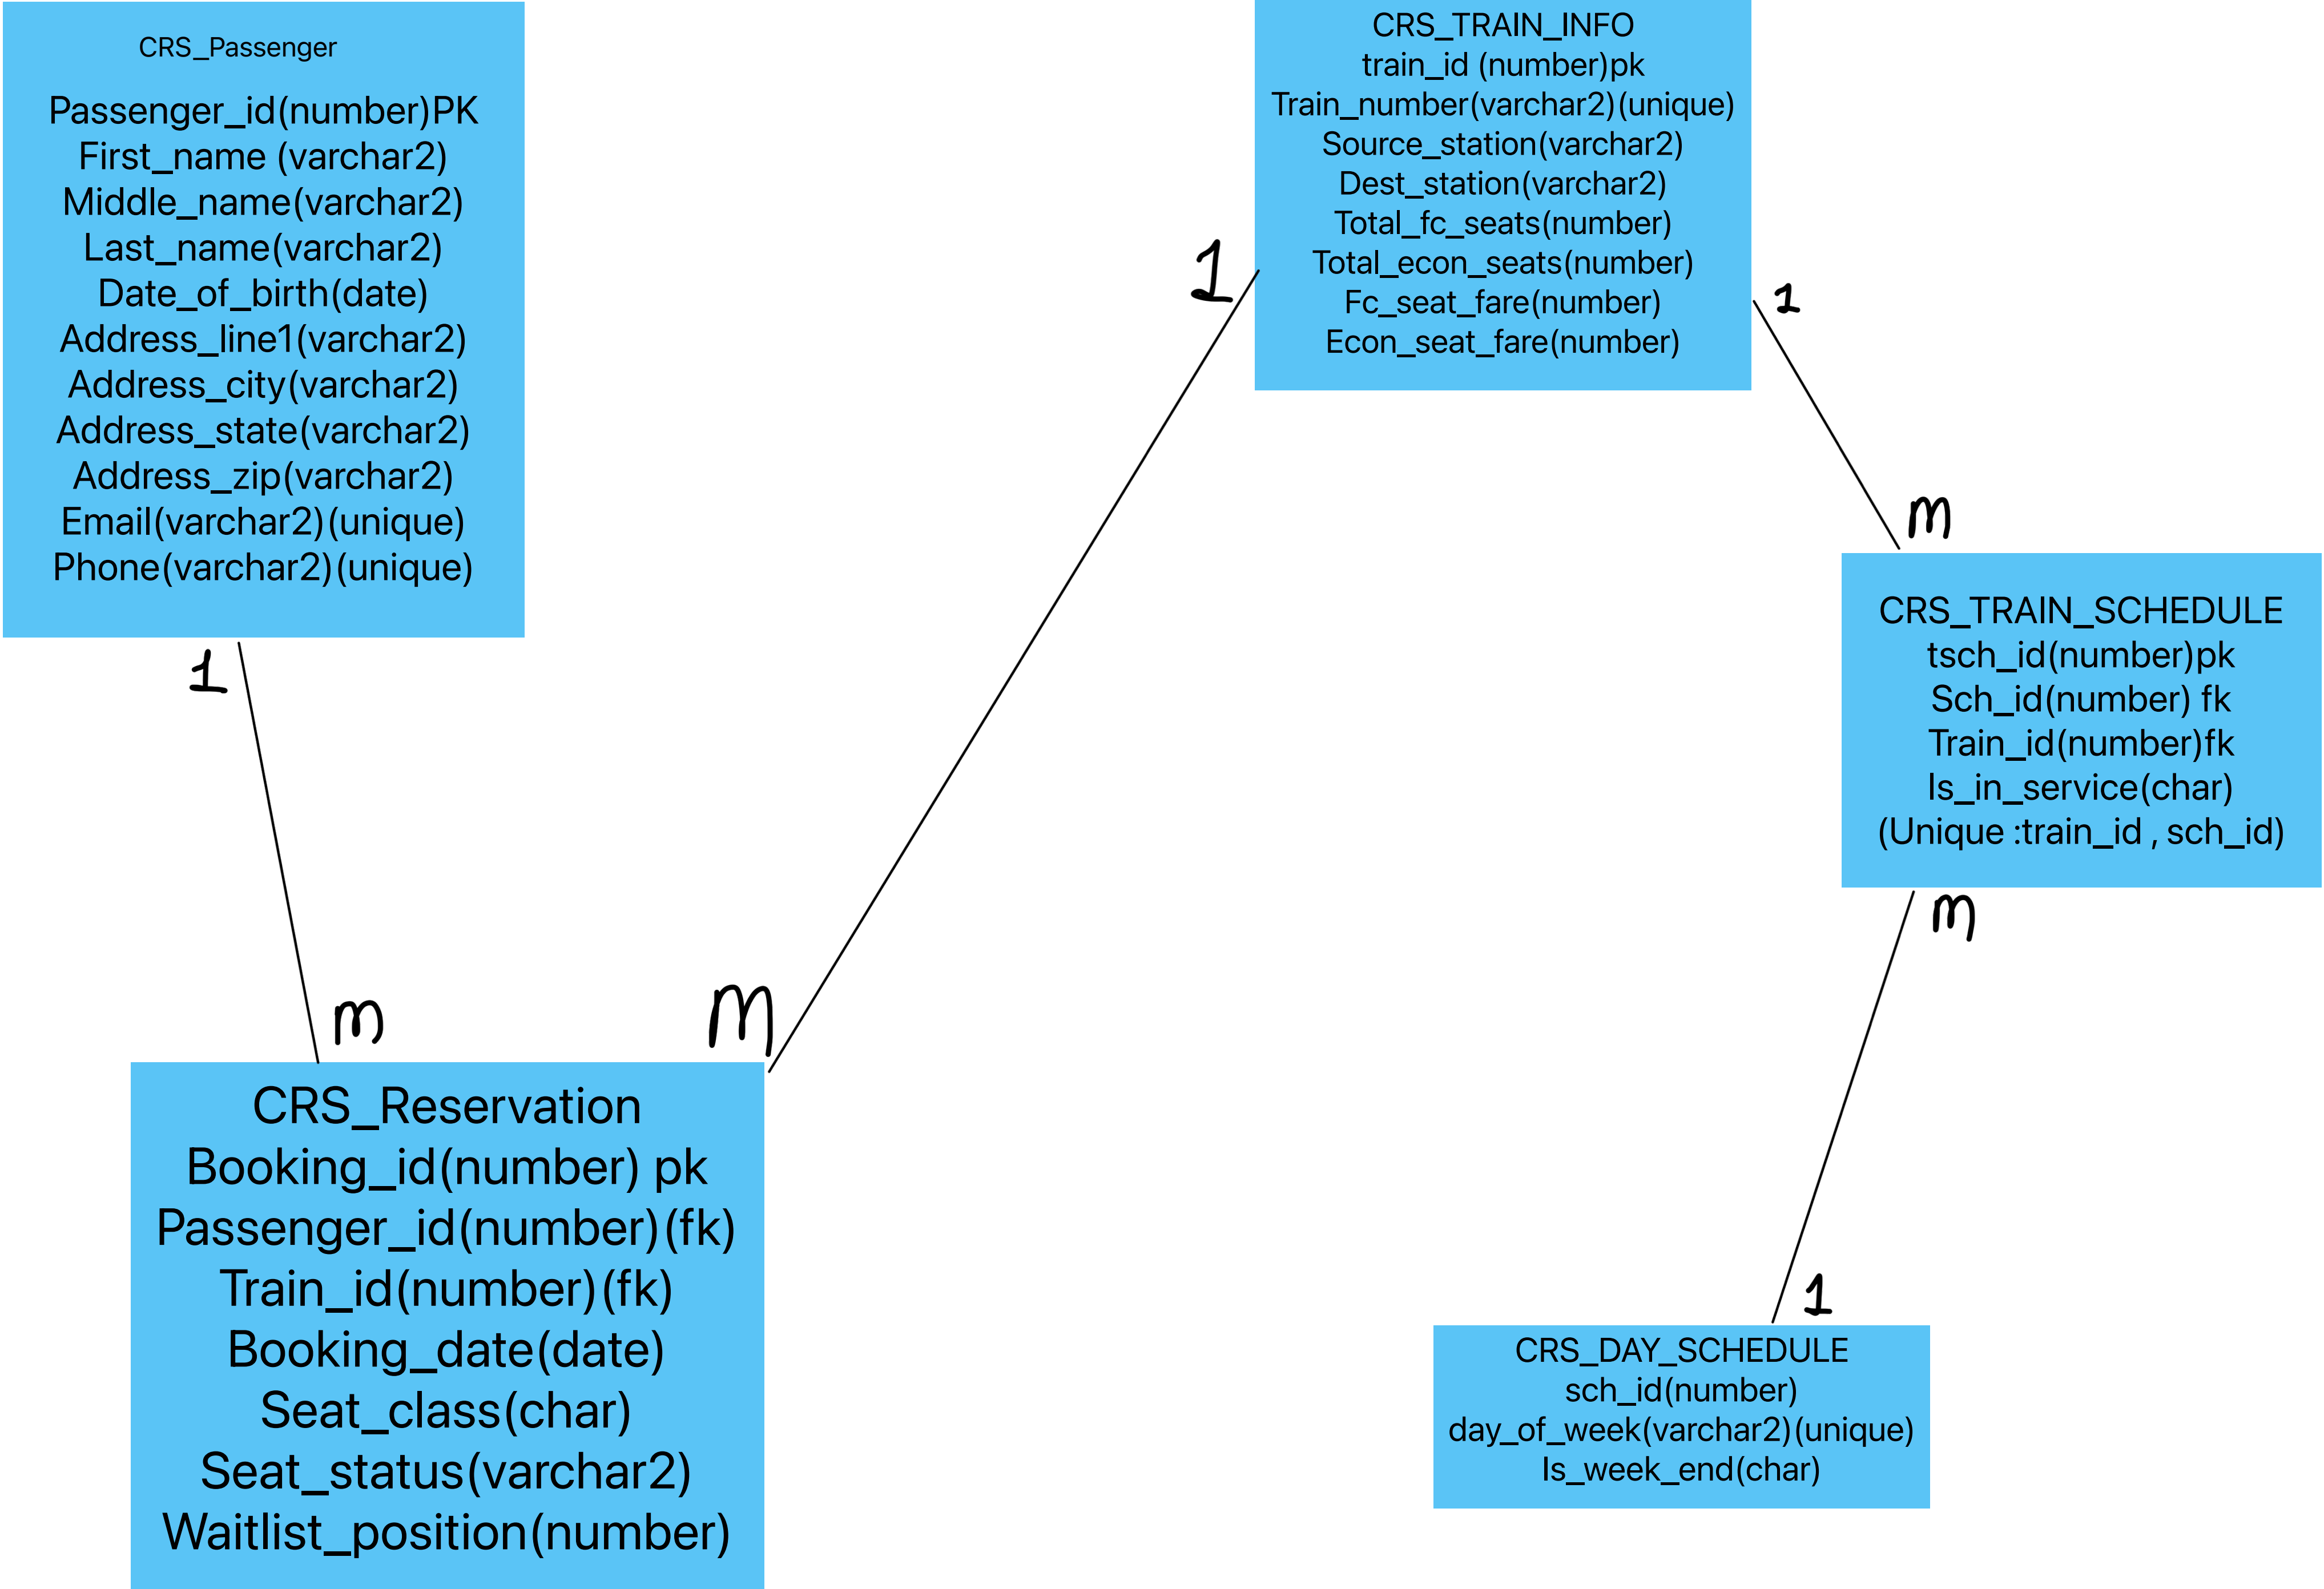 CRS_Passenger
Passenger_id(number)PK
First_name (varchar2)
Middle_name(varchar2)
Last_name(varchar2)
Date_of_birth(date)
Address_line1(varchar2)
Address_city(varchar2)
Address_state(varchar2)
Address_zip(varchar2)
Email(varchar2)(unique)
Phone(varchar2)(unique)
1
m
CRS_TRAIN_INFO
train_id (number)pk
Train_number(varchar2)(unique)
Source_station(varchar2)
Dest_station(varchar2)
Total_fc_seats(number)
Total_econ_seats(number)
Fc_seat_fare(number)
Econ_seat_fare(number)
1
M
1
m
CRS_TRAIN_SCHEDULE
tsch_id(number)pk
Sch_id(number) fk
Train_id(number)fk
Is_in_service(char)
(Unique :train_id , sch_id)
m
1
CRS_Reservation
Booking_id(number) pk
Passenger_id(number)(fk)
Train_id(number)(fk)
Booking_date(date)
Seat_class(char)
Seat_status(varchar2)
Waitlist_position(number)
CRS_DAY_SCHEDULE
sch_id(number)
day_of_week(varchar2)(unique)
Is_week_end(char)